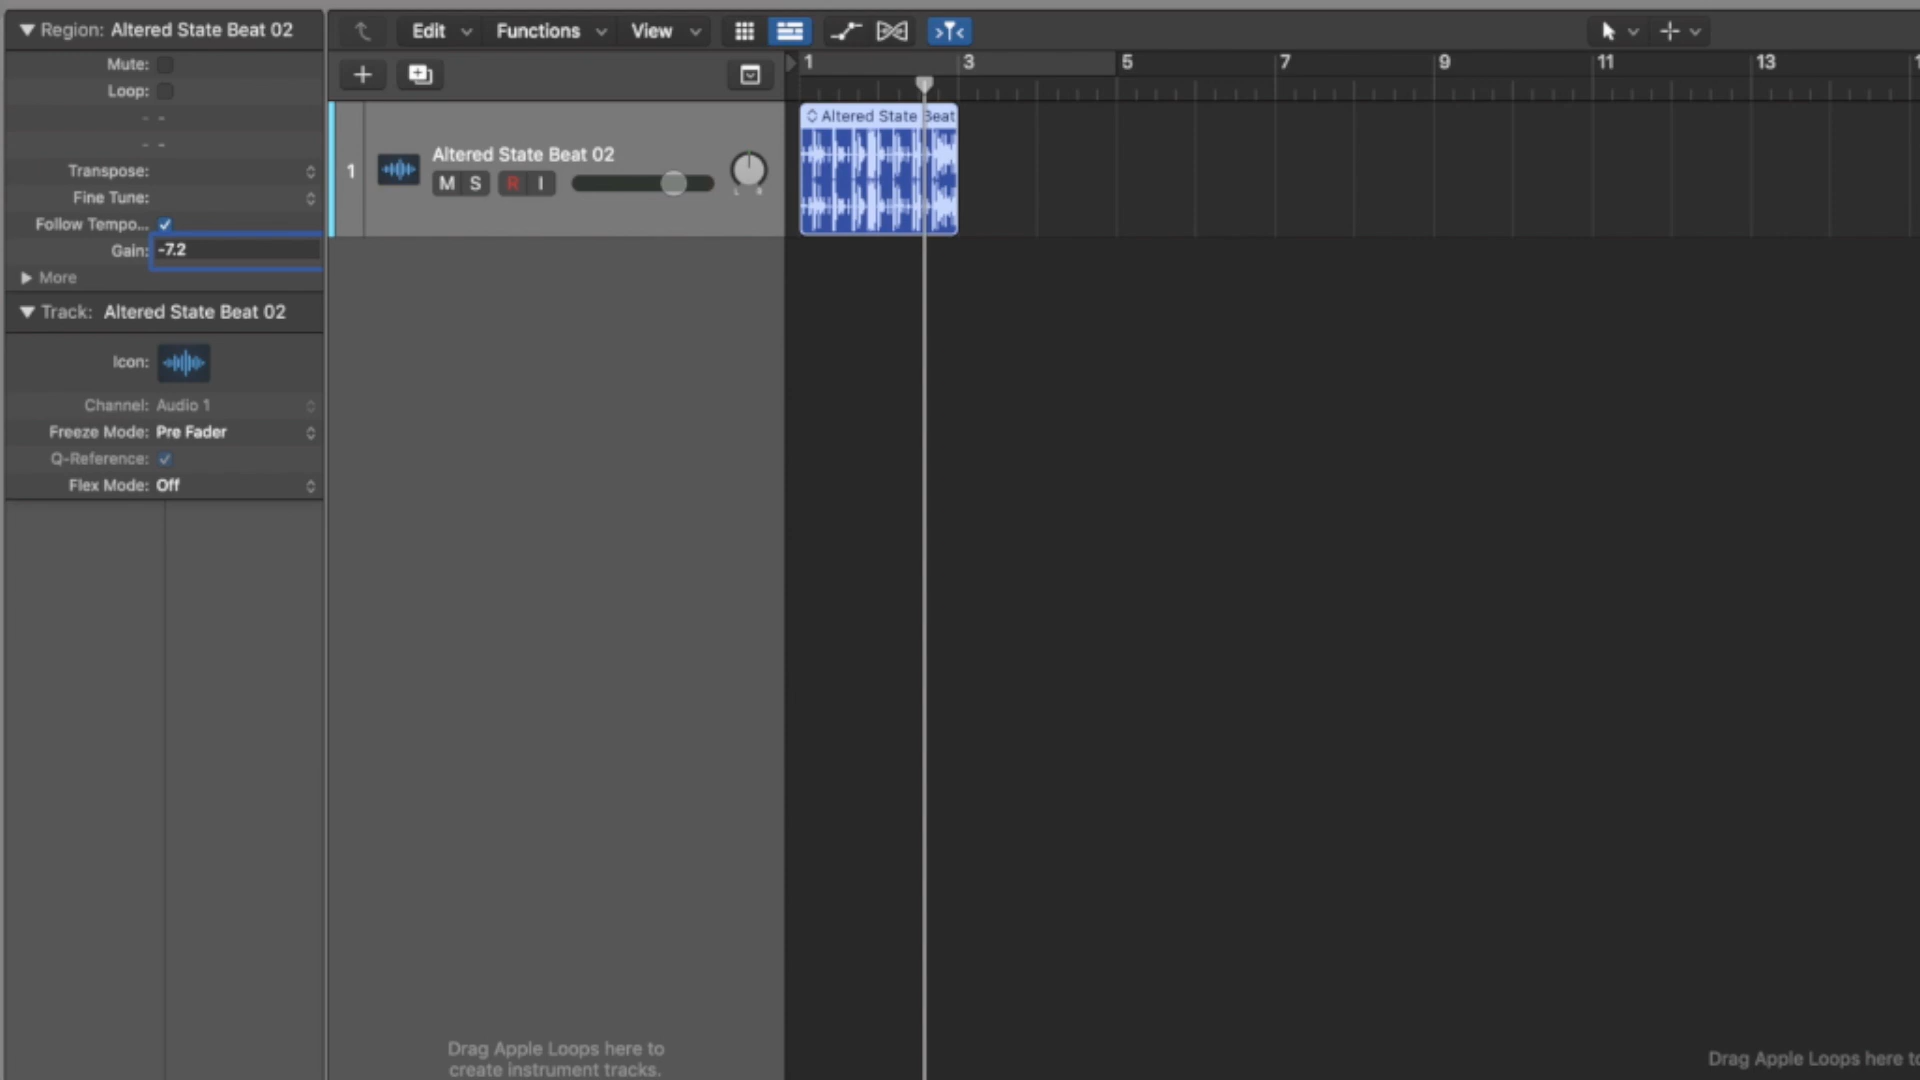 Region: Altered State Beat 02
Mute:
Loop:
- -
- -
Transpose:
Fine Tune:
Follow Tempo...
Gain: -7.2
More
Track: Altered State Beat 02
Icon:
Channel: Audio 1
Freeze Mode: Pre Fader
Q-Reference:
Flex Mode: Off
Edit Functions View
1 3 5 7 9 11 13
1
Altered State Beat 02
M S R I
L R
Altered State Beat
Drag Apple Loops here to
create instrument tracks.
Drag Apple Loops here to